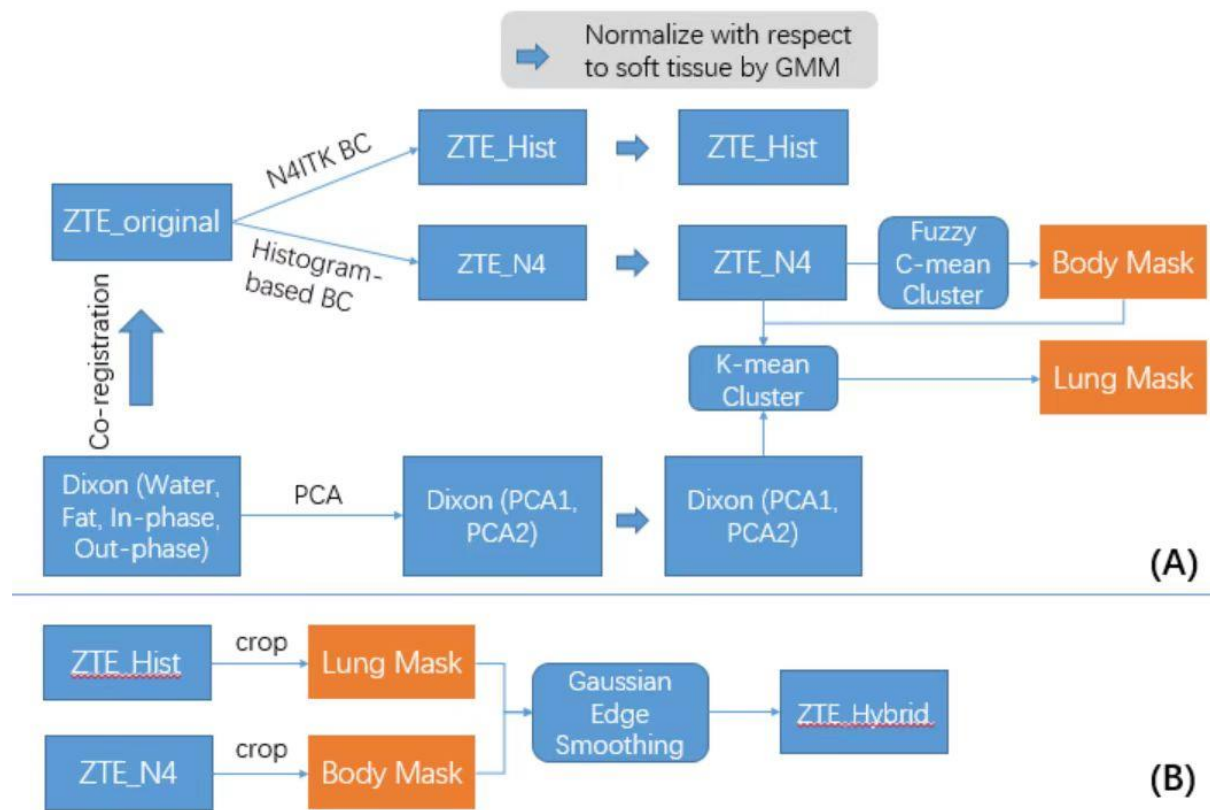 Normalize with respect
to soft tissue by GMM
N4ITK BC
ZTE_Hist
ZTE_Hist
ZTE_original
Histogram-
based BC
ZTE_N4
ZTE_N4
Fuzzy
C-mean
Cluster
Body Mask
Co-registration
K-mean
Cluster
Lung Mask
Dixon (Water,
Fat, In-phase,
Out-phase)
PCA
Dixon (PCA1,
PCA2)
Dixon (PCA1,
PCA2)
(A)
ZTE_Hist
crop
Lung Mask
Gaussian
Edge
Smoothing
ZTE_Hybrid
ZTE_N4
crop
Body Mask
(B)